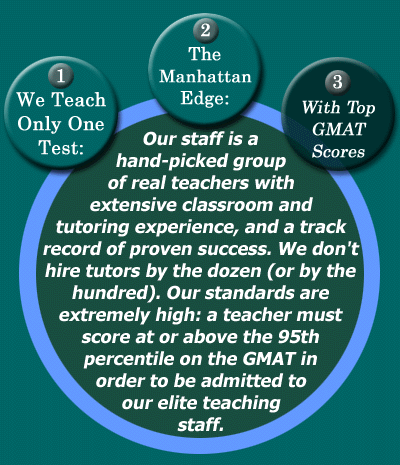 1
We Teach
Only One
Test:
2
The
Manhattan
Edge:
3
With Top
GMAT
Scores
Our staff is a
hand-picked group
of real teachers with
extensive classroom and
tutoring experience, and a track
record of proven success. We don't
hire tutors by the dozen (or by the
hundred). Our standards are
extremely high: a teacher must
score at or above the 95th
percentile on the GMAT in
order to be admitted to
our elite teaching
staff.